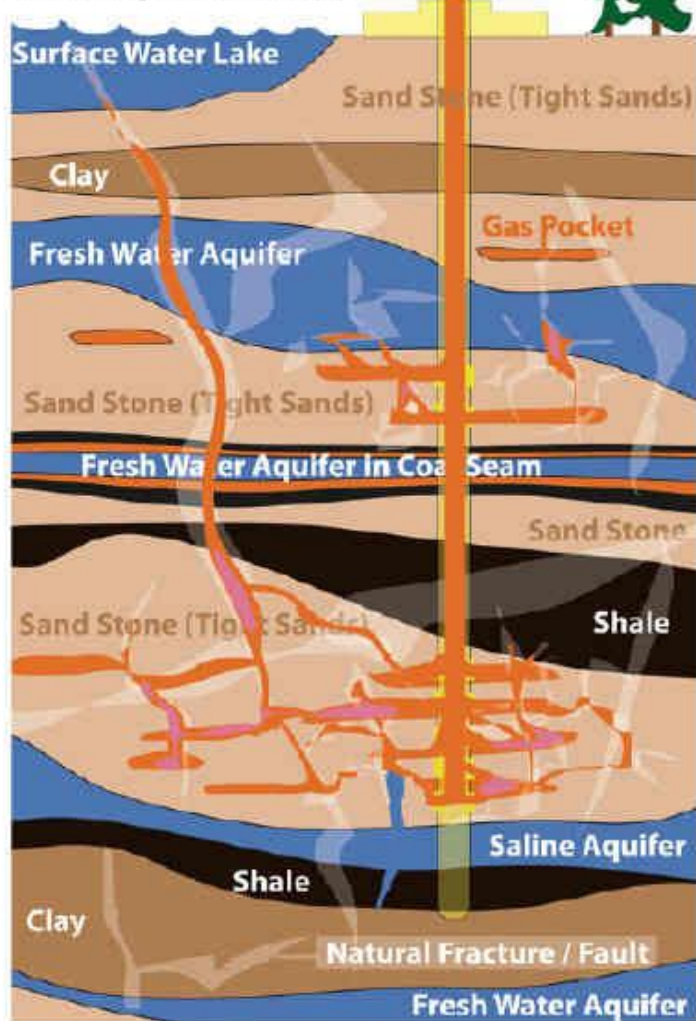 Surface Water Lake
Sand Stone (Tight Sands)
Clay
Gas Pocket
Fresh Water Aquifer
Sand Stone (Tight Sands)
Fresh Water Aquifer In Coal Seam
Sand Stone
Sand Stone (Tight Sands)
Shale
Saline Aquifer
Shale
Clay
Natural Fracture / Fault
Fresh Water Aquifer